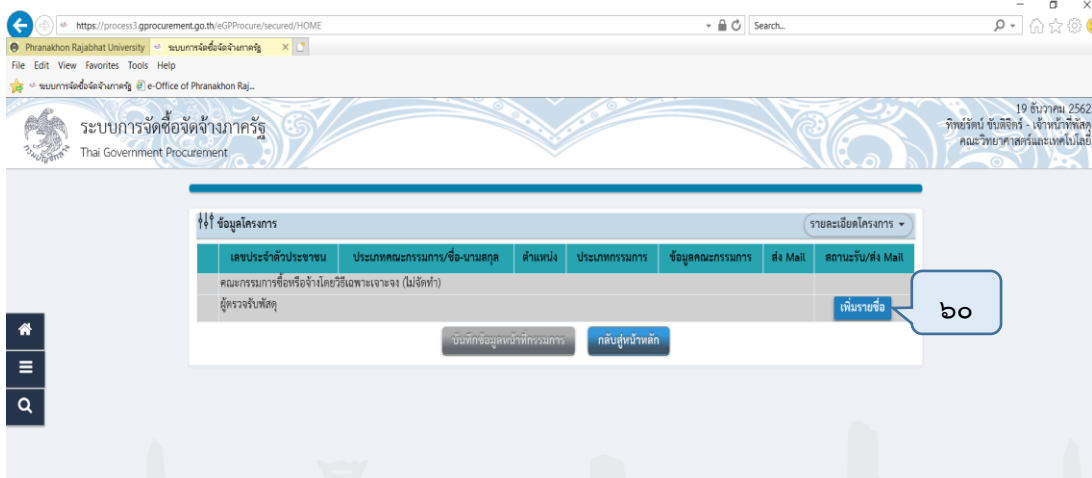 https://process3.gprocurement.go.th/eGPProcure/secured/HOME
Search...
Phranakhon Rajabhat University
ระบบการจัดซื้อจัดจ้างภาครัฐ
File Edit View Favorites Tools Help
ระบบการจัดซื้อจัดจ้างภาครัฐ e-Office of Phranakhon Raj...
ระบบการจัดซื้อจัดจ้างภาครัฐ
Thai Government Procurement
19 ธันวาคม 2562
ทิพย์รัตน์ ขันติจิตร์ - เจ้าหน้าที่พัสดุ
คณะวิทยาศาสตร์และเทคโนโลยี
ข้อมูลโครงการ
รายละเอียดโครงการ
เลขประจำตัวประชาชน ประเภทคณะกรรมการ/ชื่อ-นามสกุล ตำแหน่ง ประเภทกรรมการ ข้อมูลคณะกรรมการ ส่ง Mail สถานะรับ/ส่ง Mail
คณะกรรมการซื้อหรือจ้างโดยวิธีเฉพาะเจาะจง (ไม่จัดทำ)
ผู้ตรวจรับพัสดุ
เพิ่มรายชื่อ
๖๐
บันทึกข้อมูลหน้าที่กรรมการ
กลับสู่หน้าหลัก